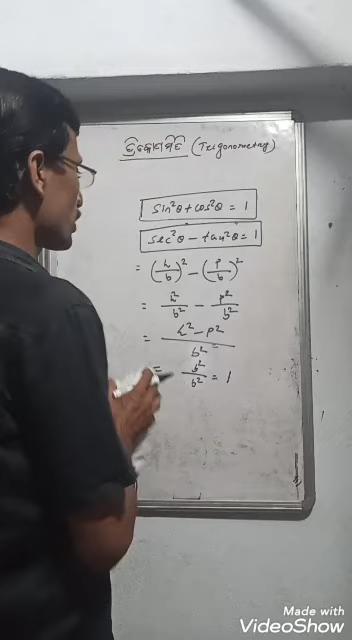 ତ୍ରିକୋଣମିତି (Trigonometry)
sin²θ + cos²θ = 1
sec²θ - tan²θ = 1
= (h/b)² - (p/b)²
= h²/b² - p²/b²
= h² - p²/b²
= b²/b² = 1
Made with
VideoShow